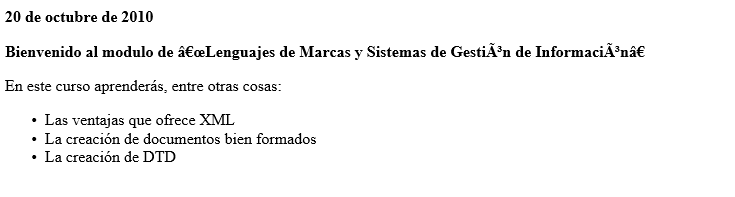 20 de octubre de 2010
Bienvenido al modulo de â€œLenguajes de Marcas y Sistemas de GestiÃ³n de InformaciÃ³nâ€
En este curso aprenderás, entre otras cosas:
• Las ventajas que ofrece XML
• La creación de documentos bien formados
• La creación de DTD